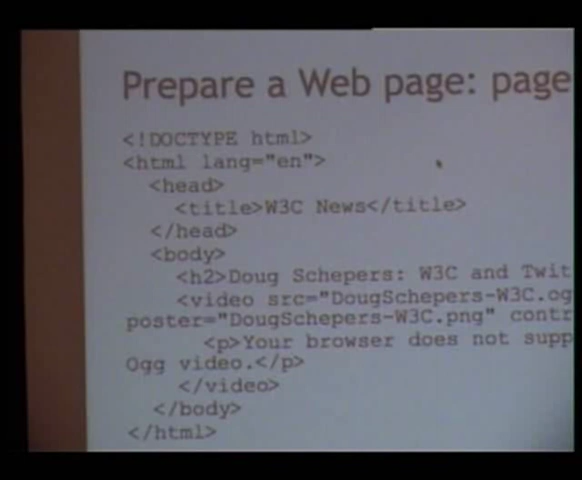 Prepare a Web page: page
<!DOCTYPE html>
<html lang="en">
<head>
<title>W3C News</title>
</head>
<body>
<h2>Doug Schepers: W3C and Twit
<video src="DougSchepers-W3C.og
poster="DougSchepers-W3C.png" contr
<p>Your browser does not supp
Ogg video.</p>
</video>
</body>
</html>